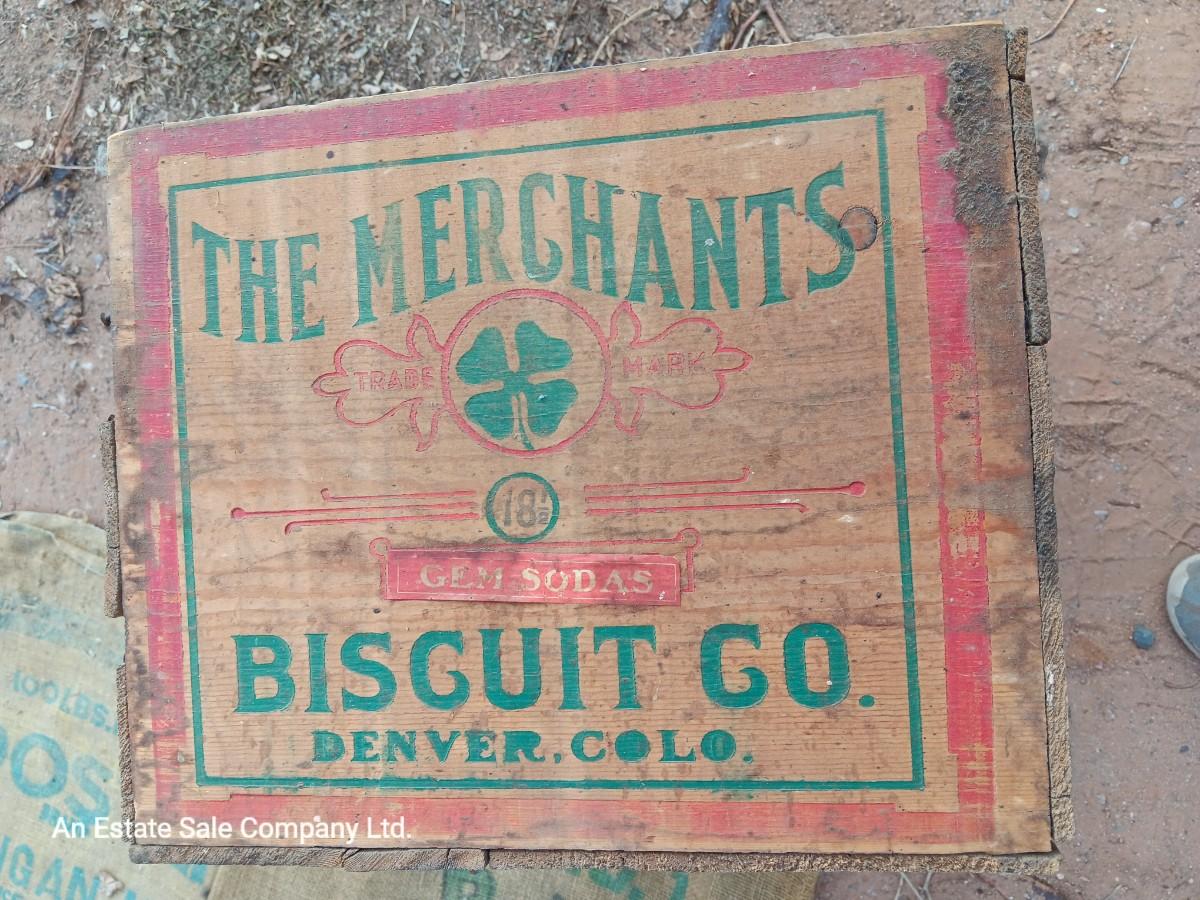 THE MERCHANTS
TRADE MARK
18½
GEM SODAS
BISCUIT CO.
DENVER, COLO.
100 LBS.
An Estate Sale Company Ltd.